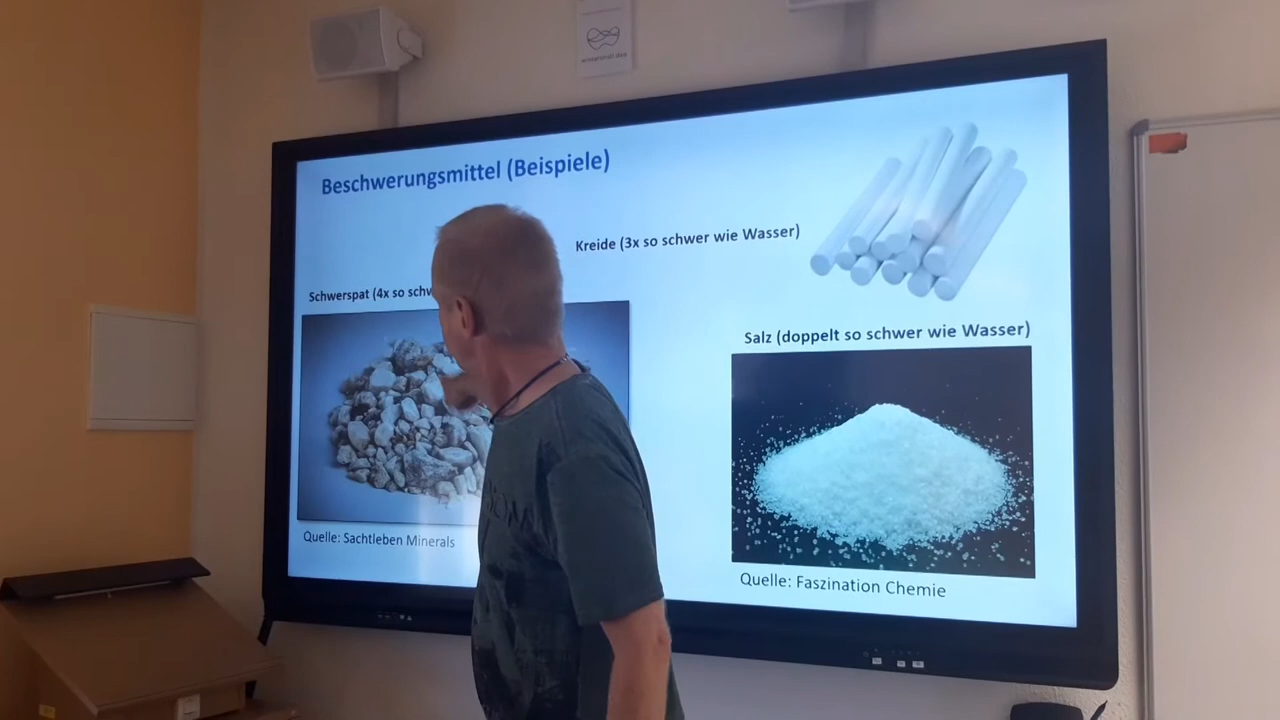 Beschwerungsmittel (Beispiele)
Kreide (3x so schwer wie Wasser)
Schwerspat (4x so
Salz (doppelt so schwer wie Wasser)
Quelle: Sachtleben Minerals
Quelle: Faszination Chemie